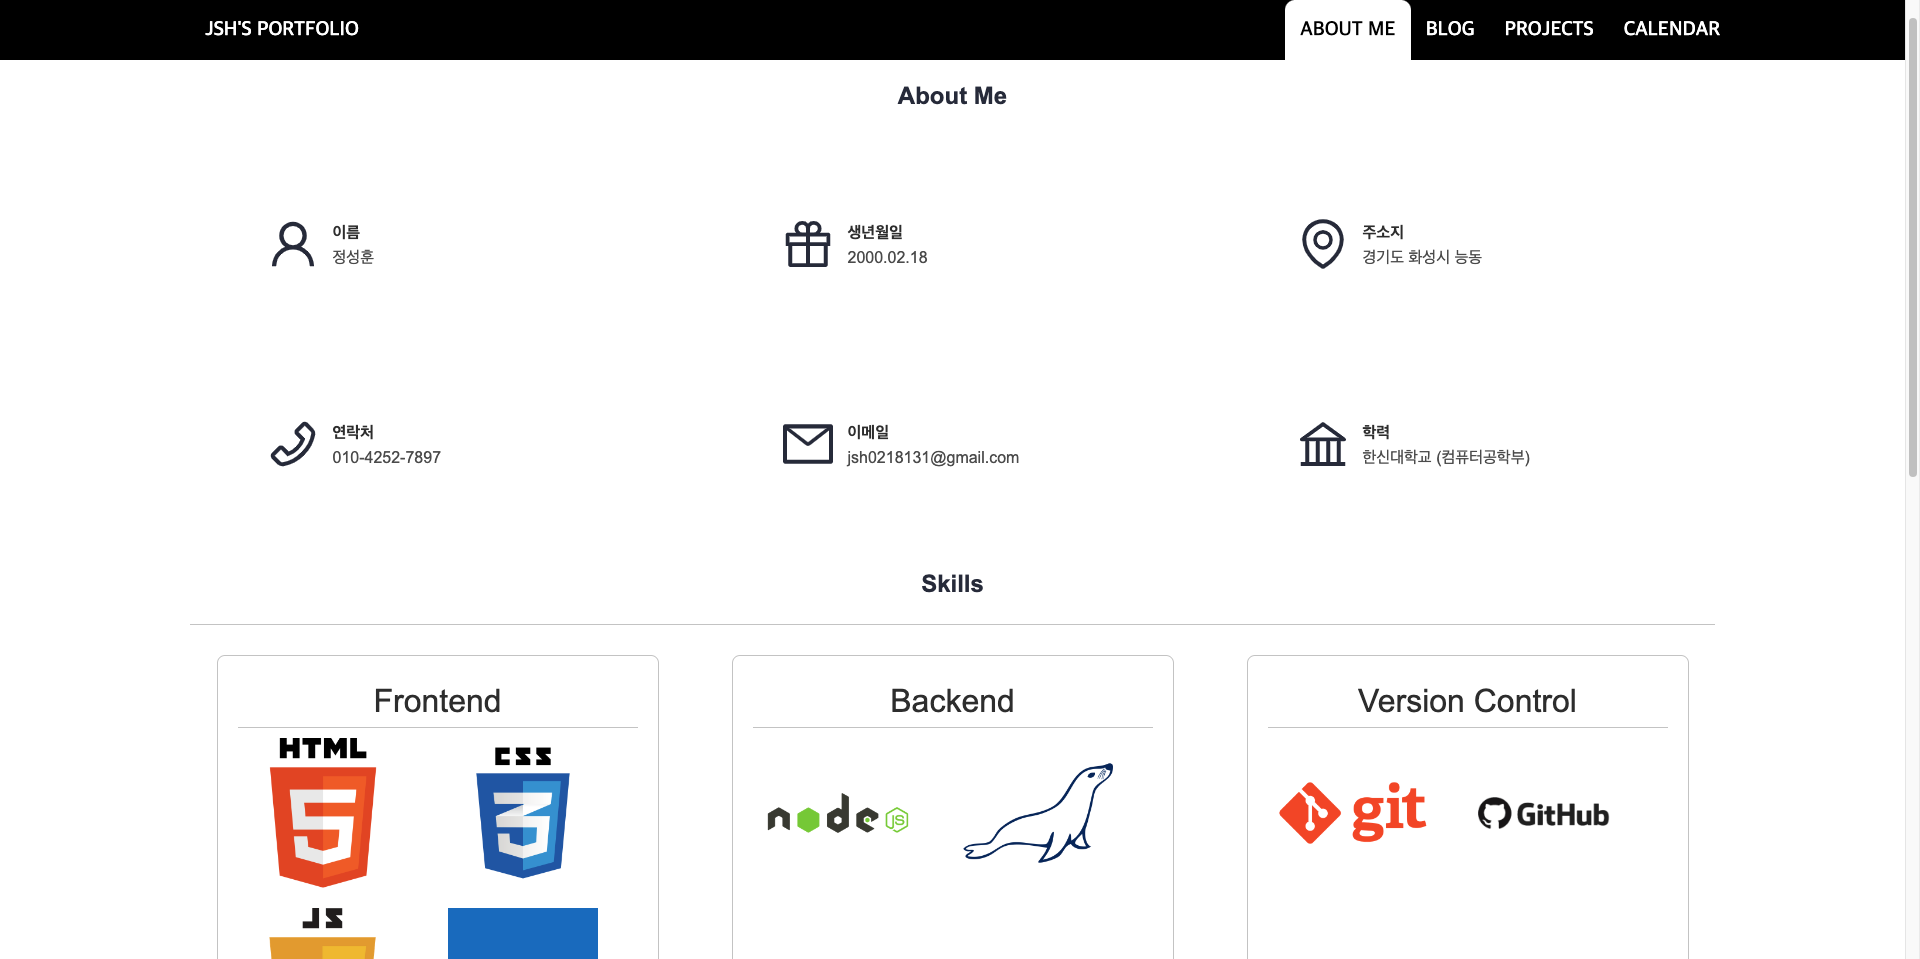 JSH'S PORTFOLIO
ABOUT ME
BLOG
PROJECTS
CALENDAR
About Me
이름
정성훈
생년월일
2000.02.18
주소지
경기도 화성시 능동
연락처
010-4252-7897
이메일
jsh0218131@gmail.com
학력
한신대학교 (컴퓨터공학부)
Skills
Frontend
HTML
5
CSS
3
JS
Backend
node
JS
Version Control
git
GitHub